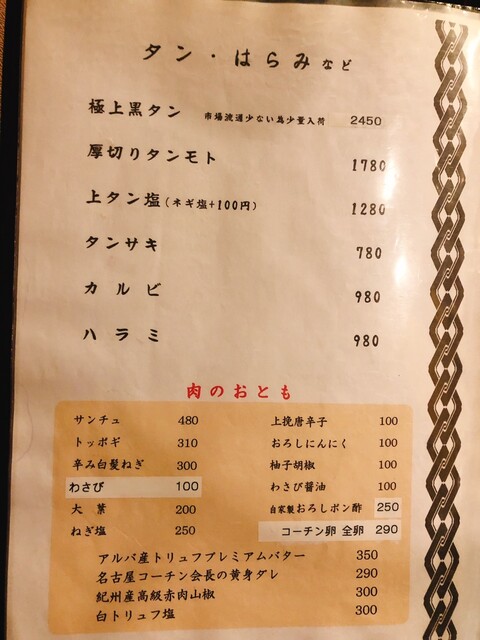 タン・はらみなど
極上黒タン 市場流通少ない為少量入荷 2450
厚切りタンモト 1780
上タン塩(ネギ塩+100円) 1280
タンサキ 780
カルビ 980
ハラミ 980
肉のおとも
サンチュ 480
トッポギ 310
辛み白髪ねぎ 300
わさび 100
大葉 200
ねぎ塩 250
上挽唐辛子 100
おろしにんにく 100
柚子胡椒 100
わさび醤油 100
自家製おろしポン酢 250
コーチン卵 全卵 290
アルバ産トリュフプレミアムバター 350
名古屋コーチン会長の黄身ダレ 290
紀州産高級赤肉山椒 300
白トリュフ塩 300